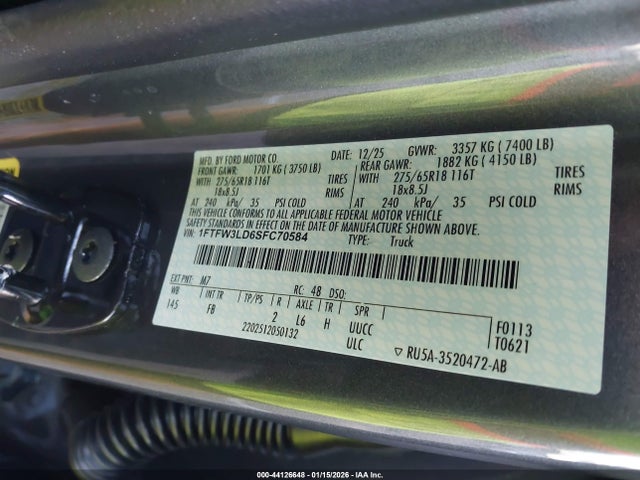 MFD. BY FORD MOTOR CO.
DATE: 12/25 GVWR: 3357 KG ( 7400 LB)
FRONT GAWR: 1701 KG ( 3750 LB) REAR GAWR: 1882 KG ( 4150 LB)
WITH 275/65R18 116T TIRES WITH 275/65R18 116T TIRES
18x8.5J RIMS 18x8.5J RIMS
AT 240 kPa/ 35 PSI COLD AT 240 kPa/ 35 PSI COLD
THIS VEHICLE CONFORMS TO ALL APPLICABLE FEDERAL MOTOR VEHICLE
SAFETY STANDARDS IN EFFECT ON THE DATE OF MANUFACTURE SHOWN ABOVE.
VIN: 1FTFW3LD6SFC70584 TYPE: Truck
EXT PNT: M7 RC: 48 DSO:
WB INT TR TP/PS R AXLE TR SPR
145 FB 2 L6 H UUCC
ULC
2202512050132
F0113
T0621
▽ RU5A-3520472-AB
000-44126648 - 01/15/2026 - IAA Inc.